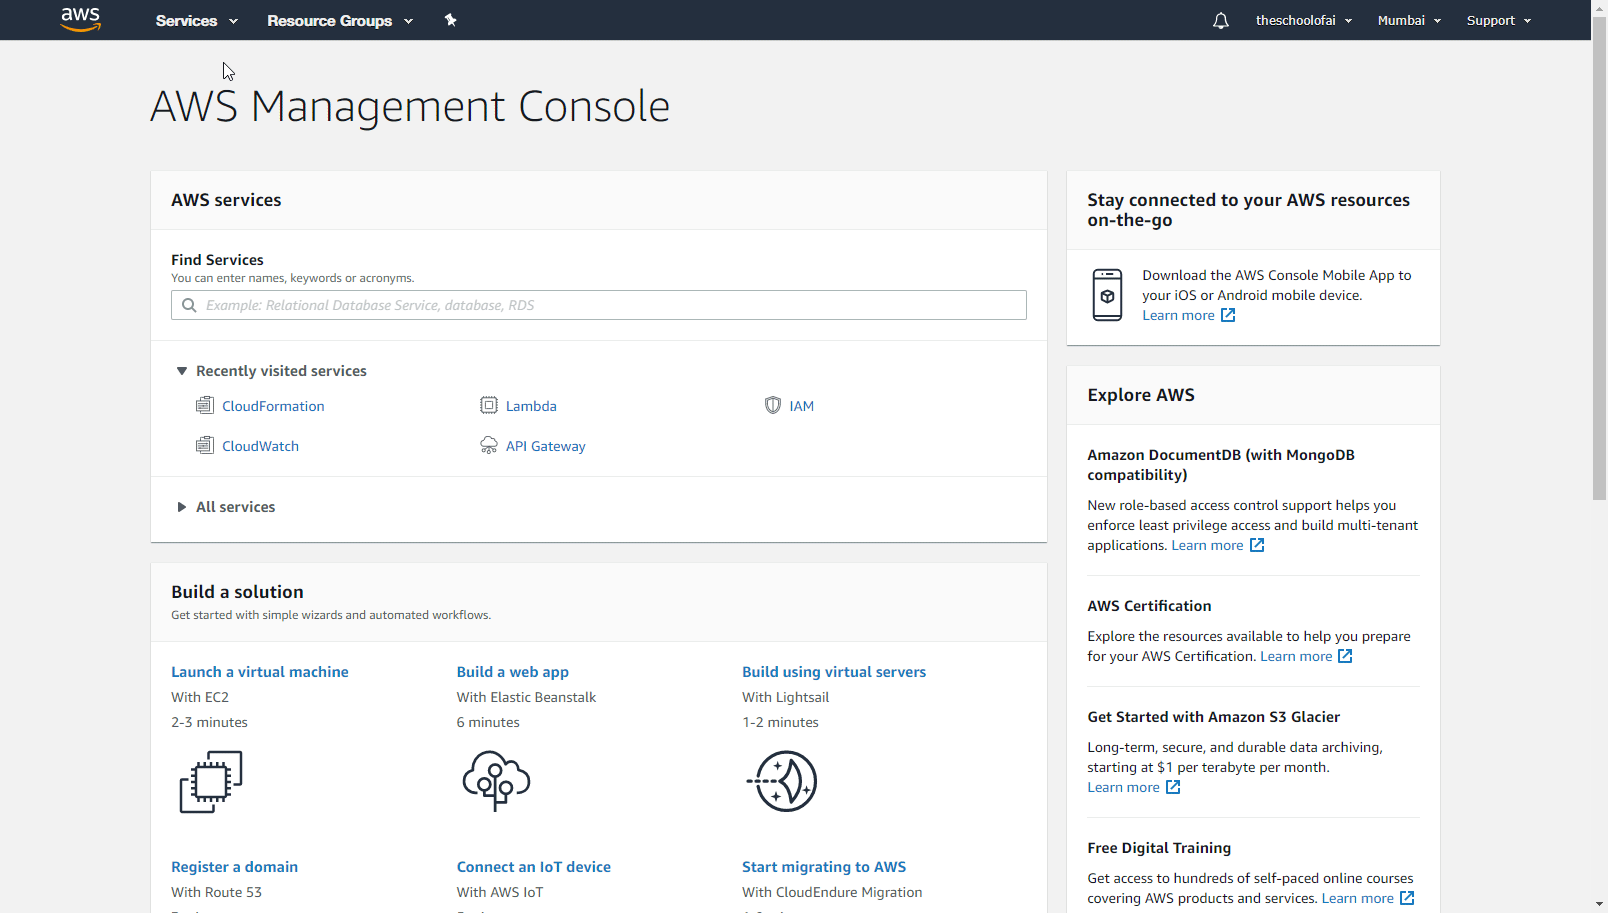 aws
Services
Resource Groups
theschoolofai
Mumbai
Support
AWS Management Console
AWS services
Find Services
You can enter names, keywords or acronyms.
Example: Relational Database Service, database, RDS
Recently visited services
CloudFormation
Lambda
IAM
CloudWatch
API Gateway
All services
Build a solution
Get started with simple wizards and automated workflows.
Launch a virtual machine
With EC2
2-3 minutes
Build a web app
With Elastic Beanstalk
6 minutes
Build using virtual servers
With Lightsail
1-2 minutes
Register a domain
With Route 53
Connect an IoT device
With AWS IoT
Start migrating to AWS
With CloudEndure Migration
Stay connected to your AWS resources
on-the-go
Download the AWS Console Mobile App to
your iOS or Android mobile device.
Learn more
Explore AWS
Amazon DocumentDB (with MongoDB
compatibility)
New role-based access control support helps you
enforce least privilege access and build multi-tenant
applications. Learn more
AWS Certification
Explore the resources available to help you prepare
for your AWS Certification. Learn more
Get Started with Amazon S3 Glacier
Long-term, secure, and durable data archiving,
starting at $1 per terabyte per month.
Learn more
Free Digital Training
Get access to hundreds of self-paced online courses
covering AWS products and services. Learn more